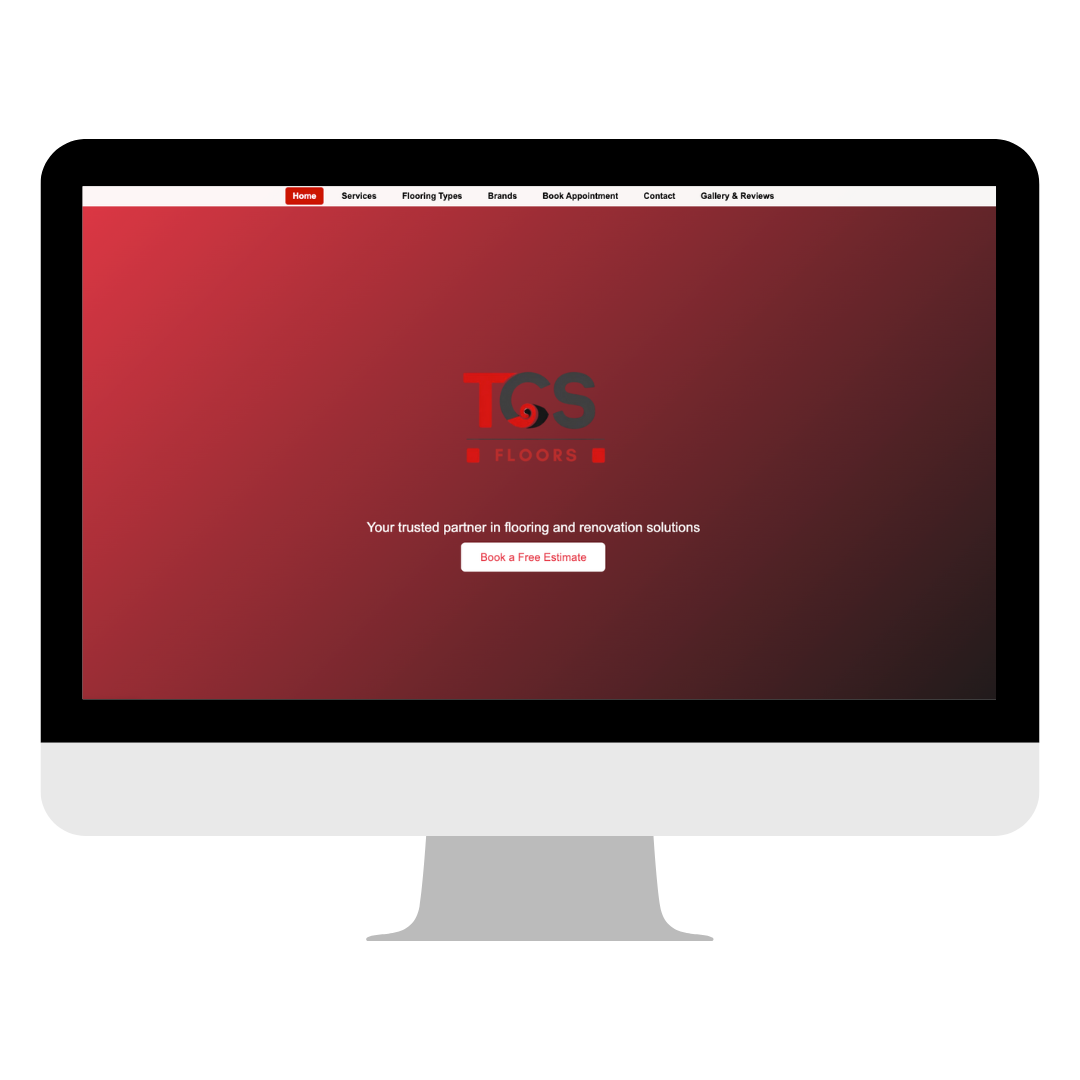 Home Services Flooring Types Brands Book Appointment Contact Gallery & Reviews
TCS
FLOORS
Your trusted partner in flooring and renovation solutions
Book a Free Estimate